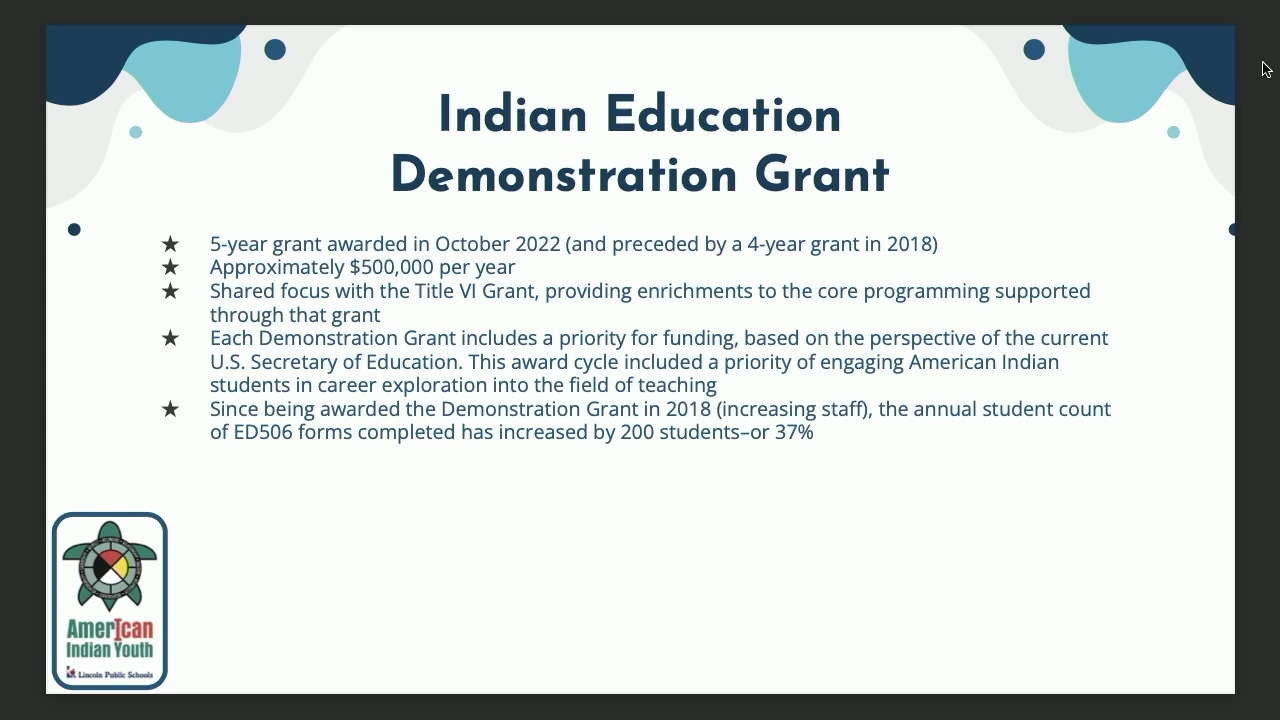 Indian Education
Demonstration Grant
★ 5-year grant awarded in October 2022 (and preceded by a 4-year grant in 2018)
★ Approximately $500,000 per year
★ Shared focus with the Title VI Grant, providing enrichments to the core programming supported
through that grant
★ Each Demonstration Grant includes a priority for funding, based on the perspective of the current
U.S. Secretary of Education. This award cycle included a priority of engaging American Indian
students in career exploration into the field of teaching
★ Since being awarded the Demonstration Grant in 2018 (increasing staff), the annual student count
of ED506 forms completed has increased by 200 students–or 37%
AmerIcan
Indian Youth
Lincoln Public Schools